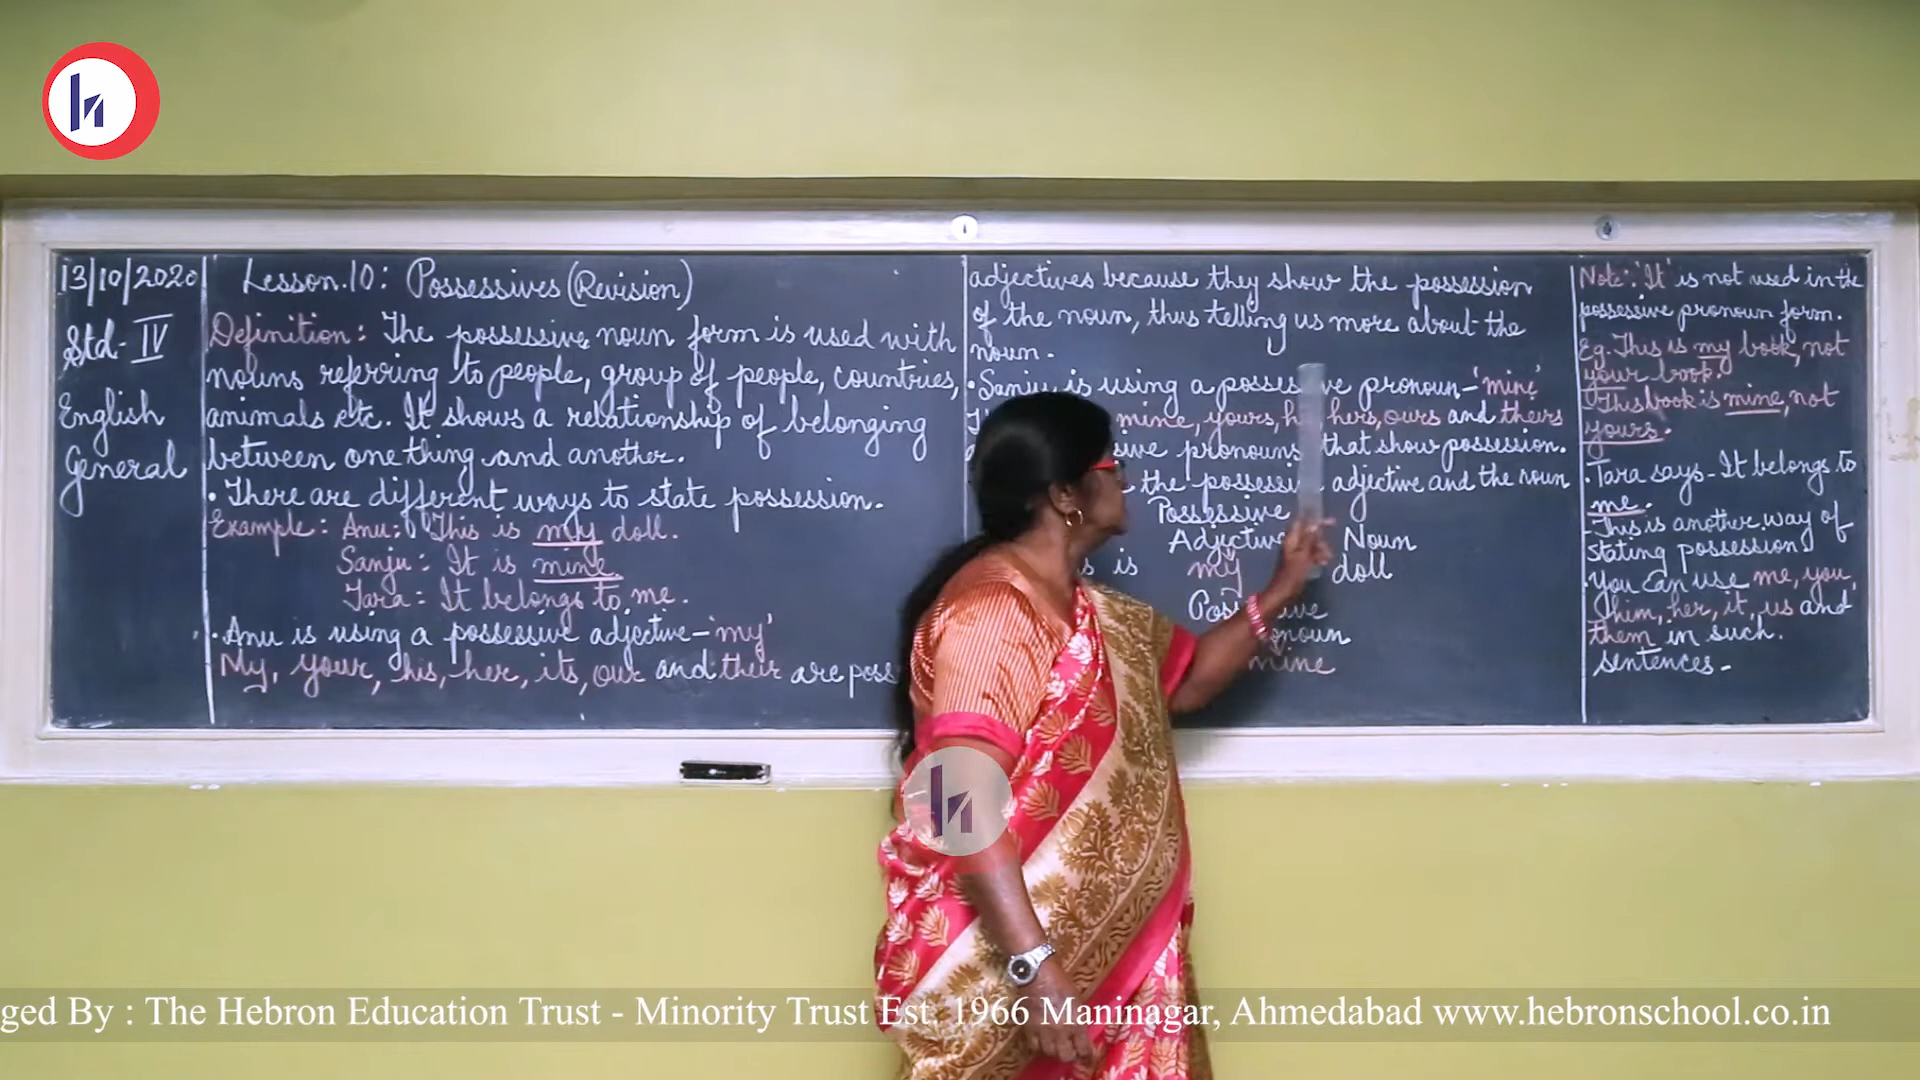 13/10/2020
Std - IV
English
General
Lesson.10: Possessives (Revision)
Definition: The possessive noun form is used with
nouns referring to people, group of people, countries,
animals etc. It shows a relationship of belonging
between one thing and another.
• There are different ways to state possession.
Example: Anu: This is my doll.
Sanju: It is mine.
Tara: It belongs to me.
• Anu is using a possessive adjective - 'my'
My, your, his, her, its, our and their are poss
adjectives because they show the possession
of the noun, thus telling us more about the
noun.
• Sanju is using a possessive pronoun - 'mine'
mine, yours, hers, ours and theirs
pronouns that show possession.
the possessive adjective and the noun
Possessive
Adjective Noun
is my doll
mine
Note: 'It' is not used in the
possessive pronoun form.
Eg. This is my book, not
your book.
- This book is mine, not
yours.
• Tara says - It belongs to
me.
- This is another way of
stating possession
• You can use me, you,
him, her, it, us and
them in such
sentences -
ged By : The Hebron Education Trust - Minority Trust Est. 1966 Maninagar, Ahmedabad www.hebronschool.co.in